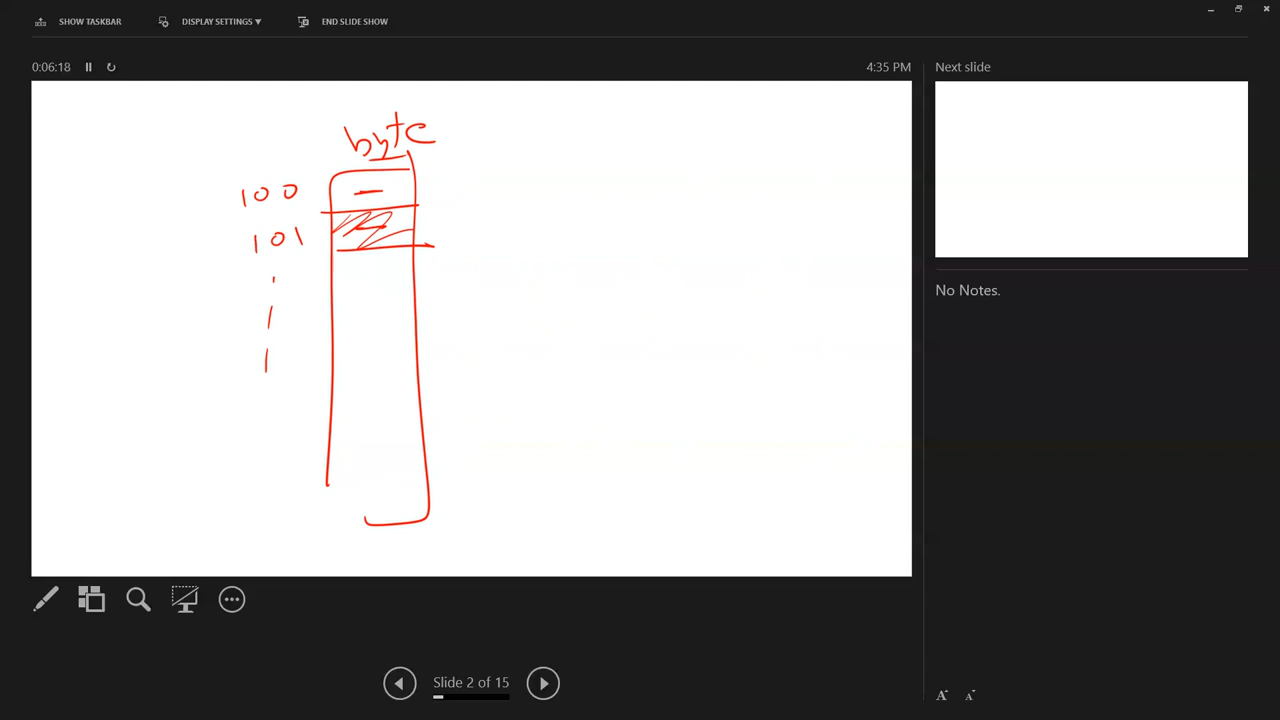 SHOW TASKBAR DISPLAY SETTINGS ▼ END SLIDE SHOW
0:06:18 4:35 PM Next slide
byte
100
101
No Notes.
Slide 2 of 15
A A